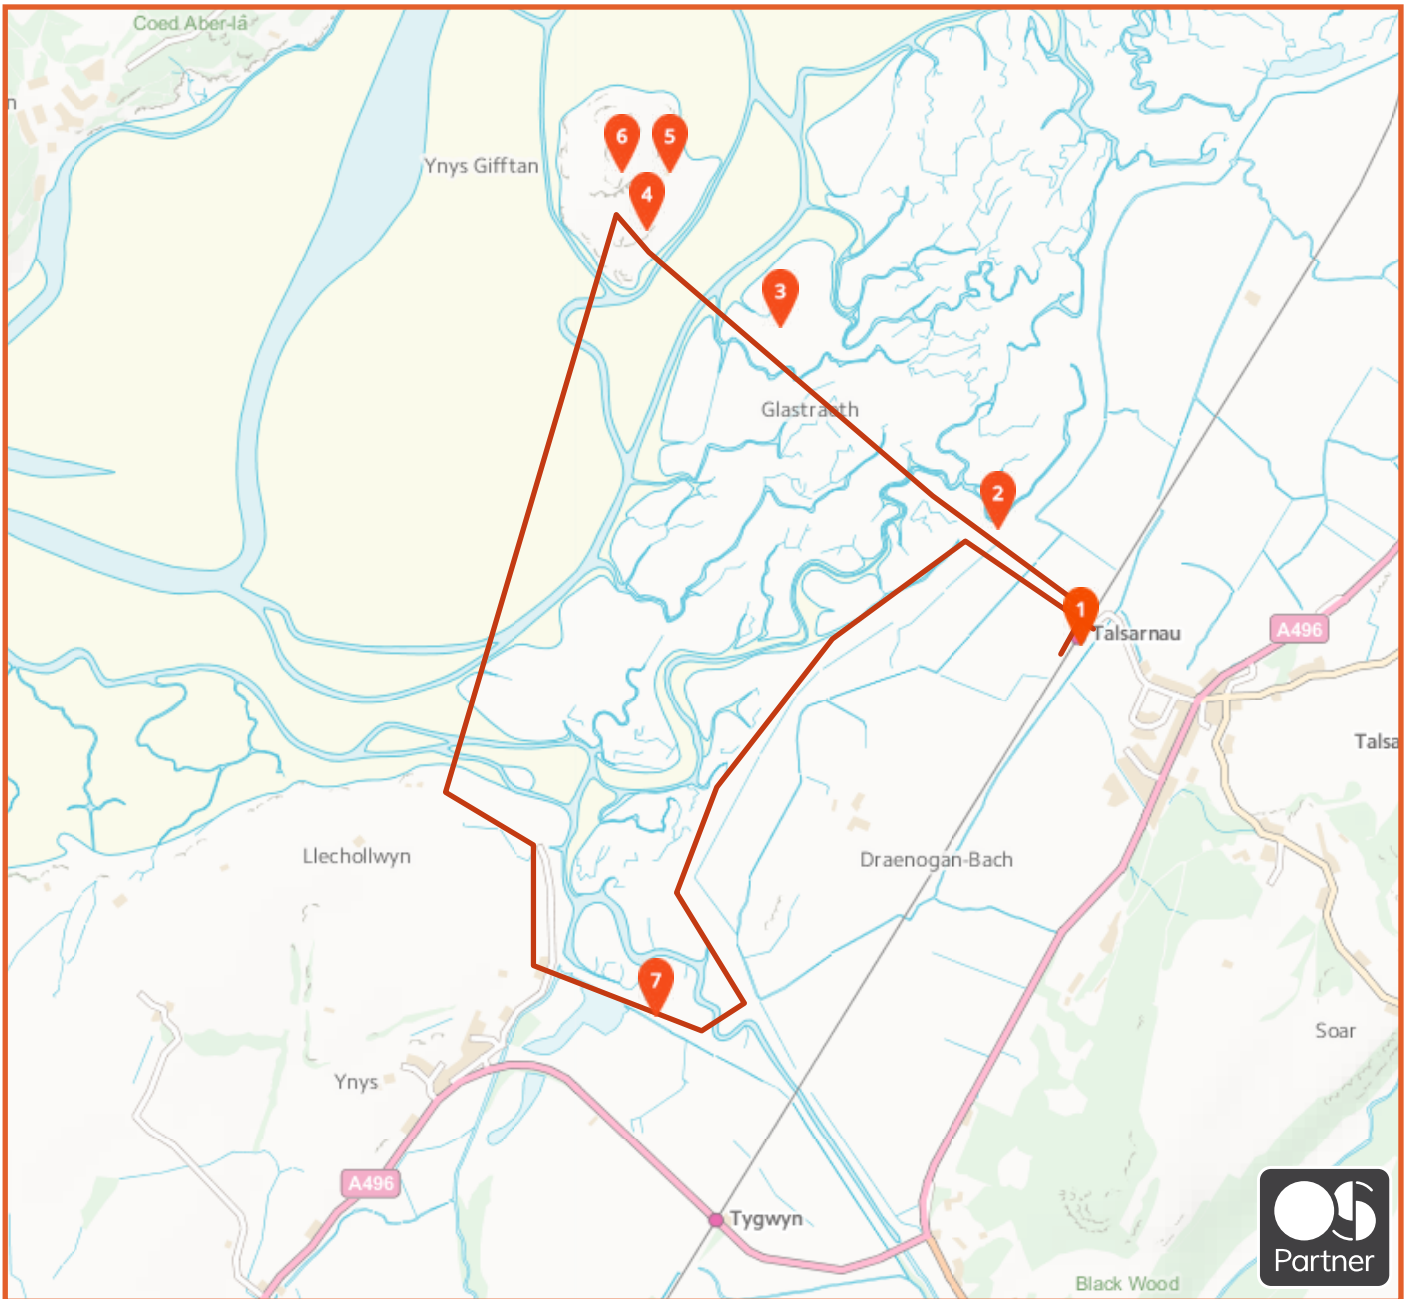 Coed Aber-Iâ
n
6
5
Ynys Gifftan
4
3
Glastraeth
2
1
Talsarnau
A496
Talsa
Llechollwyn
Draenogan-Bach
7
Soar
Ynys
A496
Tygwyn
OS
Partner
Black Wood